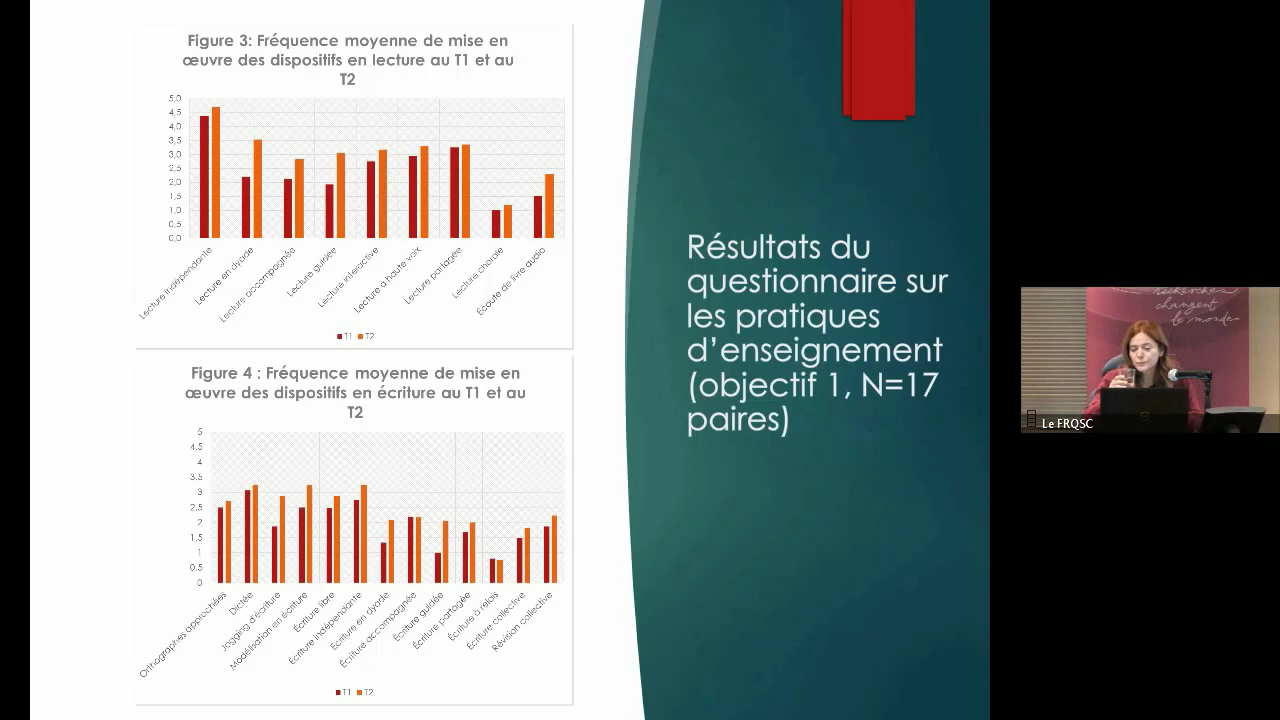 Figure 3: Fréquence moyenne de mise en
œuvre des dispositifs en lecture au T1 et au
T2
5,0
4,5
4,0
3,5
3,0
2,5
2,0
1,5
1,0
0,5
0,0
Lecture indépendante
Lecture en dyade
Lecture accompagnée
Lecture guidée
Lecture interactive
Lecture à haute voix
Lecture partagée
Lecture chorale
Écoute de livre audio
T1 T2
Figure 4 : Fréquence moyenne de mise en
œuvre des dispositifs en écriture au T1 et au
T2
5
4.5
4
3.5
3
2.5
2
1.5
1
0.5
0
Orthographies approchées
Dictée
Jogging d'écriture
Modélisation en écriture
Écriture libre
Écriture indépendante
Écriture en dyade
Écriture accompagnée
Écriture guidée
Écriture partagée
Écriture à relais
Écriture collective
Révision collective
T1 T2
Résultats du
questionnaire sur
les pratiques
d'enseignement
(objectif 1, N=17
paires)
recherche
changent
le monde
Le FRQSC